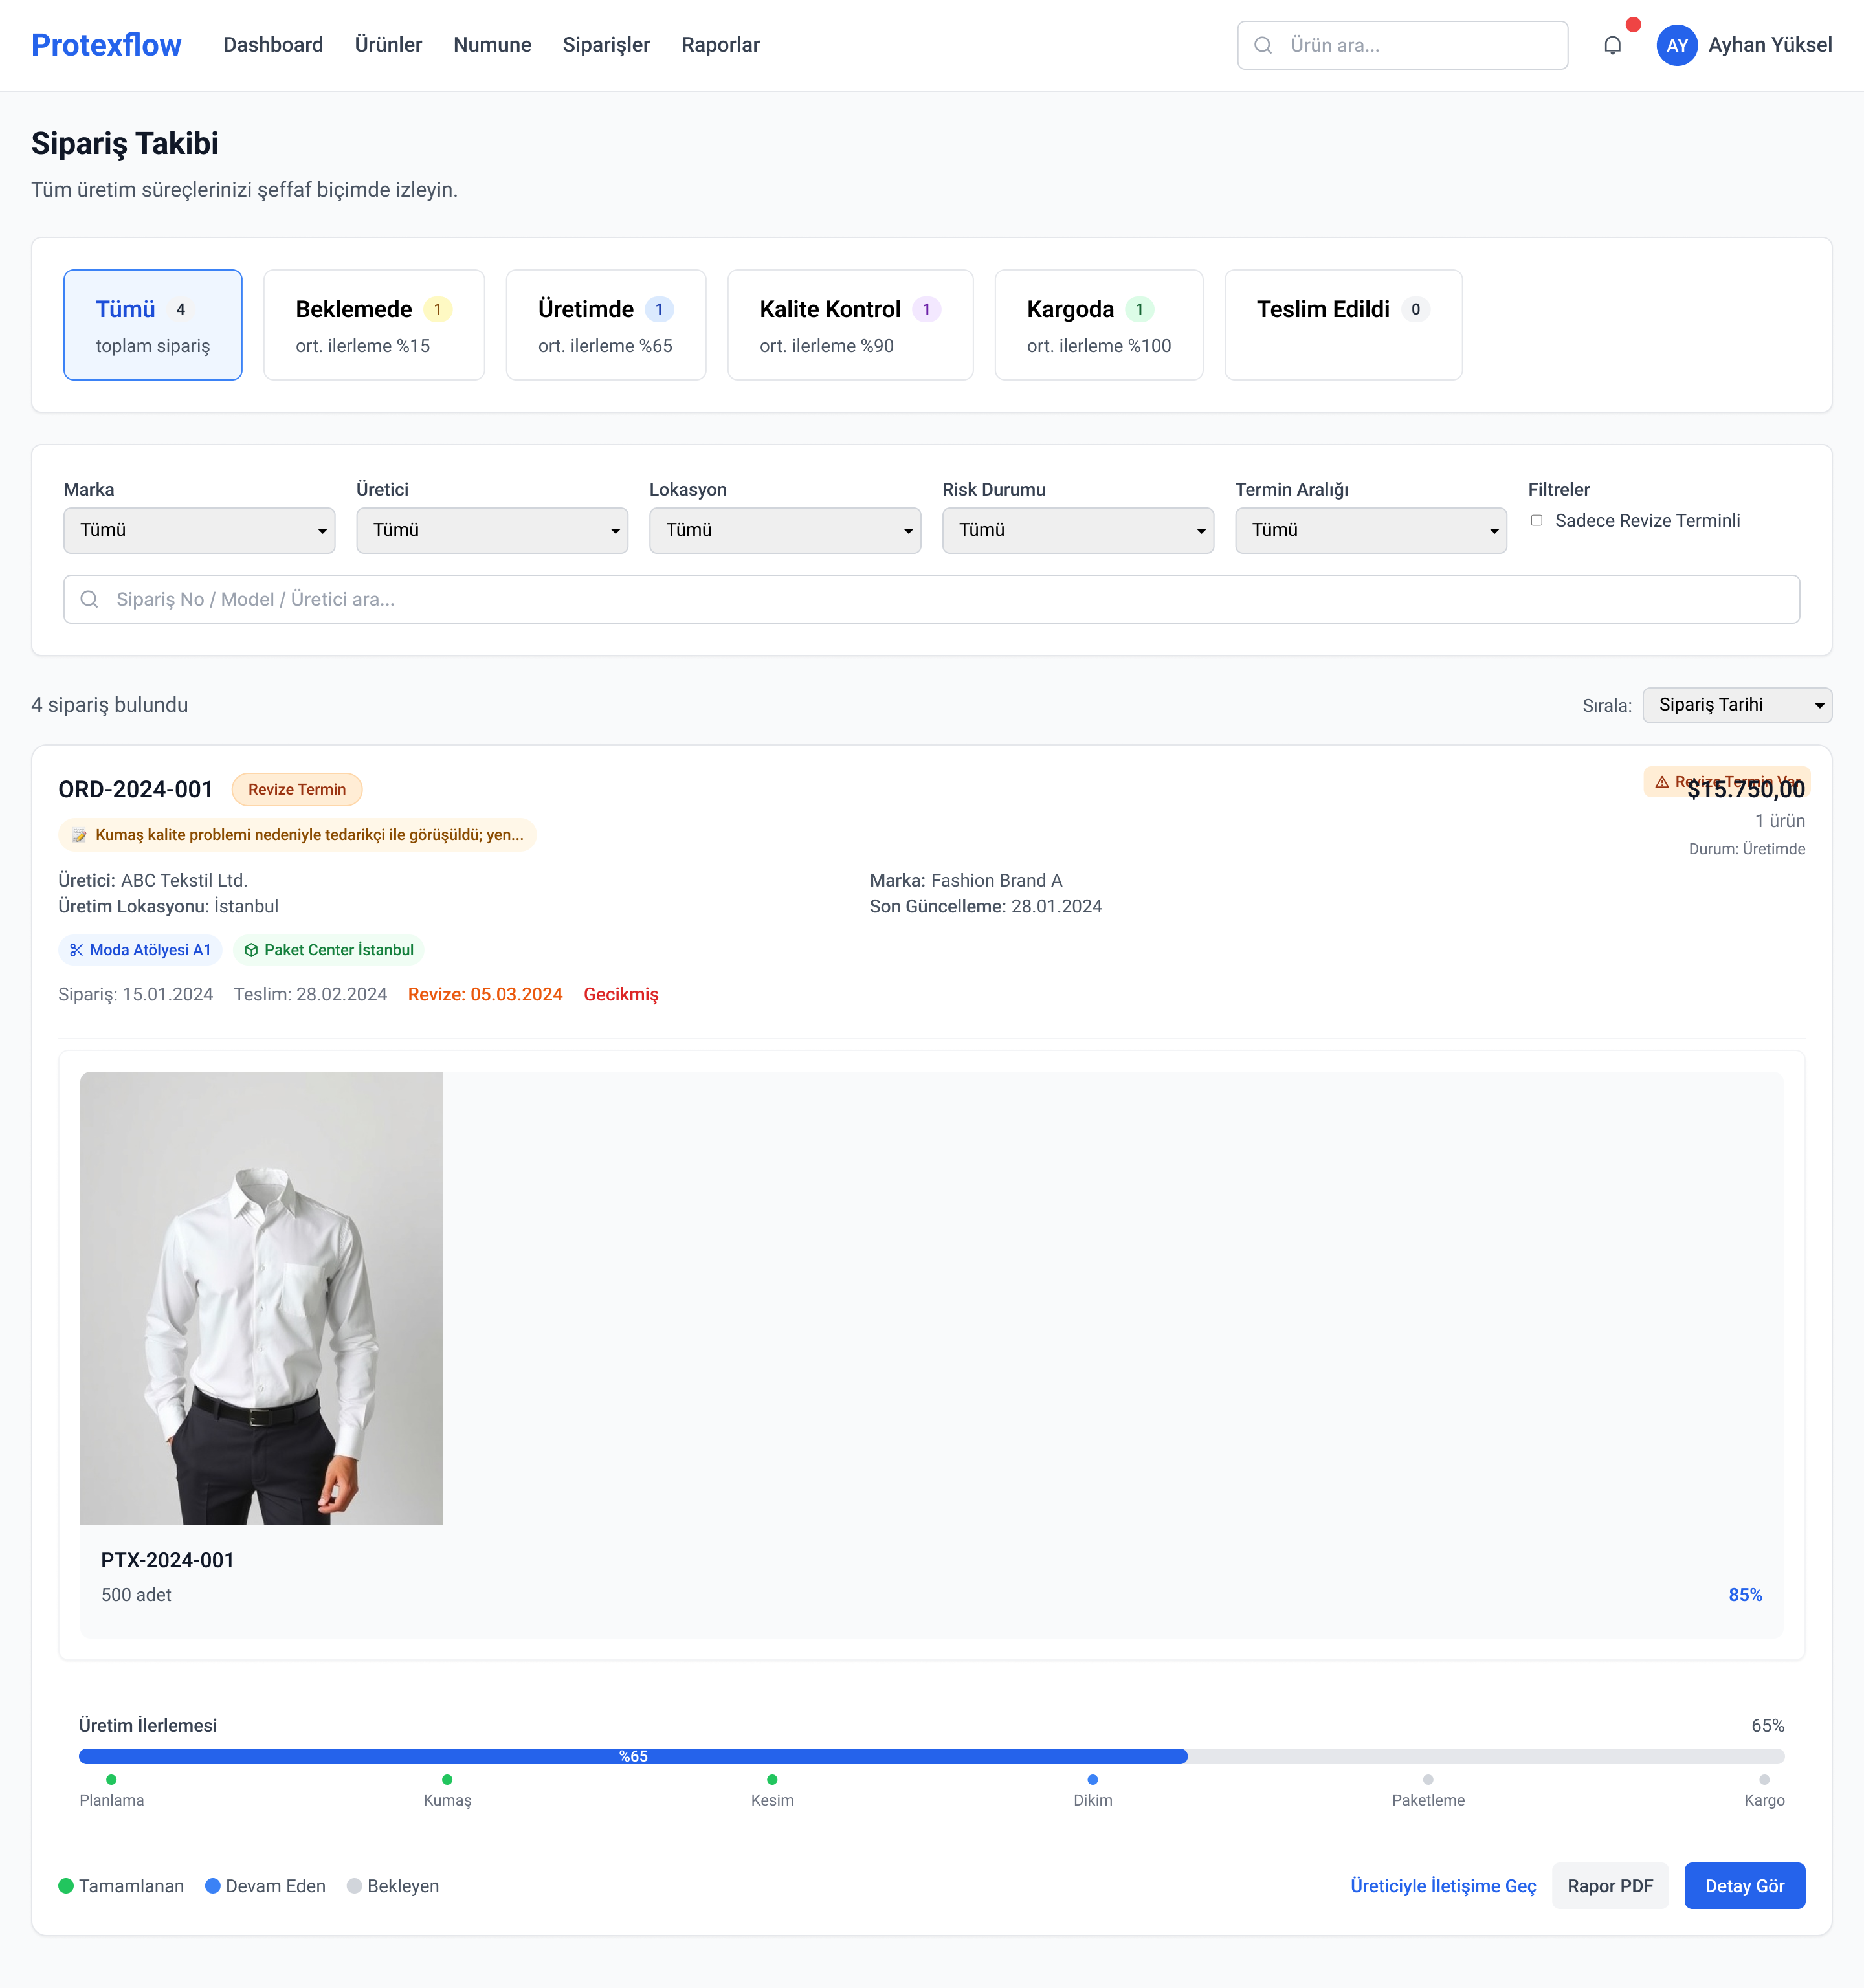 Protexflow Dashboard Ürünler Numune Siparişler Raporlar Ürün ara... AY Ayhan Yüksel
Sipariş Takibi
Tüm üretim süreçlerinizi şeffaf biçimde izleyin.
Tümü 4
toplam sipariş
Beklemede 1
ort. ilerleme %15
Üretimde 1
ort. ilerleme %65
Kalite Kontrol 1
ort. ilerleme %90
Kargoda 1
ort. ilerleme %100
Teslim Edildi 0
Marka
Tümü
Üretici
Tümü
Lokasyon
Tümü
Risk Durumu
Tümü
Termin Aralığı
Tümü
Filtreler
Sadece Revize Terminli
Sipariş No / Model / Üretici ara...
4 sipariş bulundu
Sırala: Sipariş Tarihi
ORD-2024-001 Revize Termin
Revize Termin Var
$15.750,00
1 ürün
Durum: Üretimde
Kumaş kalite problemi nedeniyle tedarikçi ile görüşüldü; yen...
Üretici: ABC Tekstil Ltd.
Üretim Lokasyonu: İstanbul
Marka: Fashion Brand A
Son Güncelleme: 28.01.2024
Moda Atölyesi A1 Paket Center İstanbul
Sipariş: 15.01.2024 Teslim: 28.02.2024 Revize: 05.03.2024 Gecikmiş
PTX-2024-001
500 adet 85%
Üretim İlerlemesi 65%
%65
Planlama Kumaş Kesim Dikim Paketleme Kargo
Tamamlanan Devam Eden Bekleyen Üreticiyle İletişime Geç Rapor PDF Detay Gör